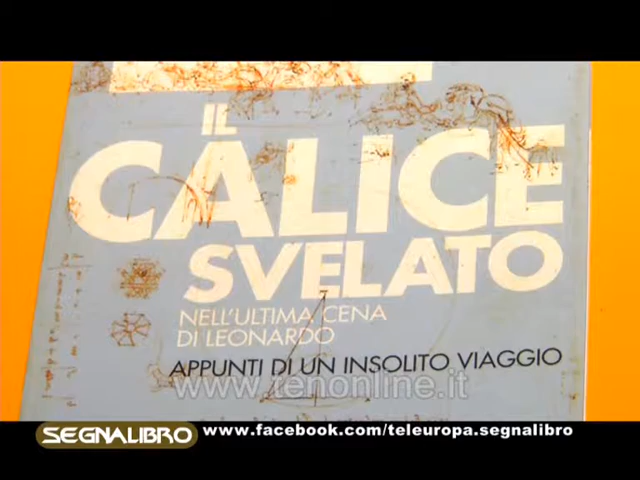 IL
CALICE
SVELATO
NELL'ULTIMA CENA
DI LEONARDO
APPUNTI DI UN INSOLITO VIAGGIO
www.zenonline.it
SEGNALIBRO
www.facebook.com/teleuropa.segnalibro